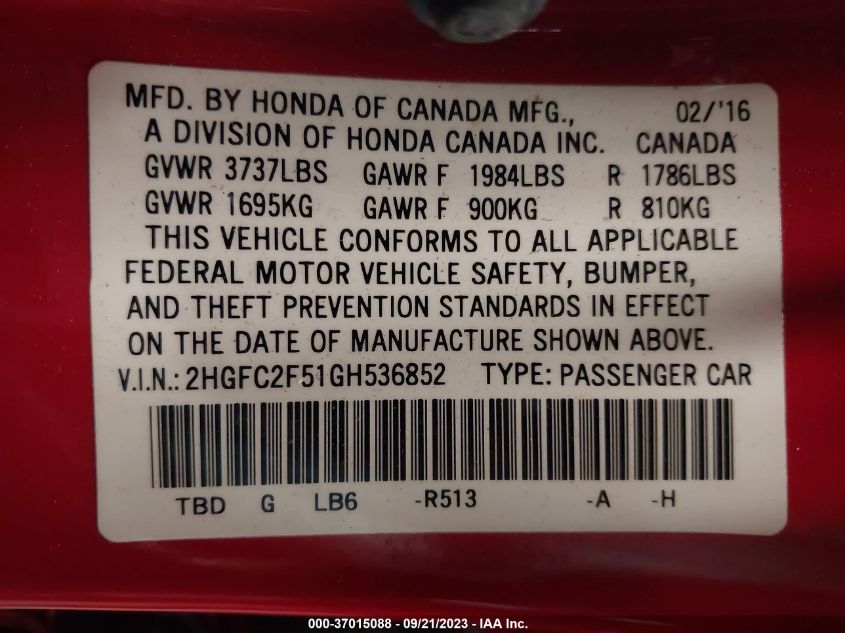 MFD. BY HONDA OF CANADA MFG., 02/'16
A DIVISION OF HONDA CANADA INC. CANADA
GVWR 3737LBS GAWR F 1984LBS R 1786LBS
GVWR 1695KG GAWR F 900KG R 810KG
THIS VEHICLE CONFORMS TO ALL APPLICABLE
FEDERAL MOTOR VEHICLE SAFETY, BUMPER,
AND THEFT PREVENTION STANDARDS IN EFFECT
ON THE DATE OF MANUFACTURE SHOWN ABOVE.
V.I.N.: 2HGFC2F51GH536852 TYPE: PASSENGER CAR
TBD G LB6 -R513 -A -H
000-37015088 - 09/21/2023 - IAA Inc.